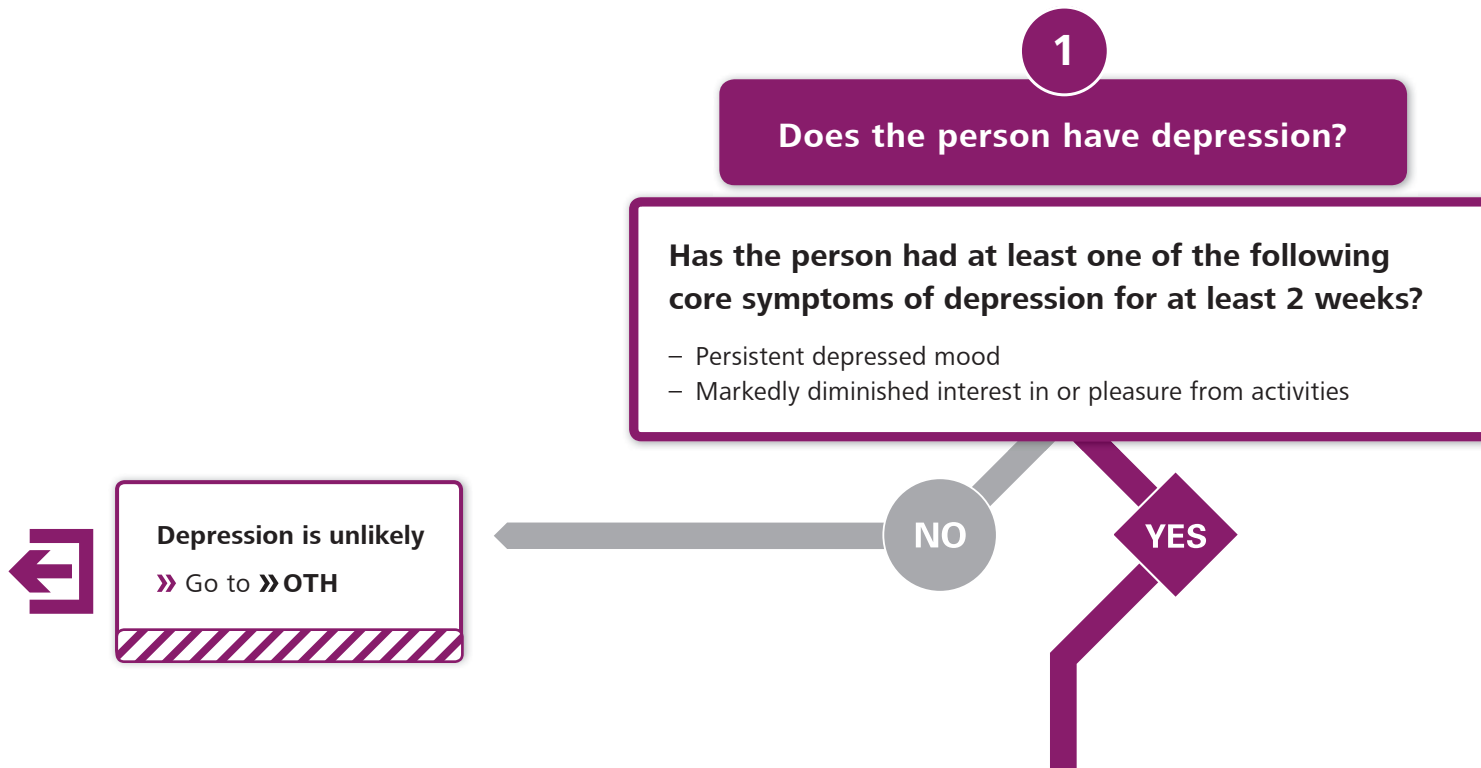 1
Does the person have depression?
Has the person had at least one of the following
core symptoms of depression for at least 2 weeks?
– Persistent depressed mood
– Markedly diminished interest in or pleasure from activities
NO
YES
Depression is unlikely
» Go to »OTH